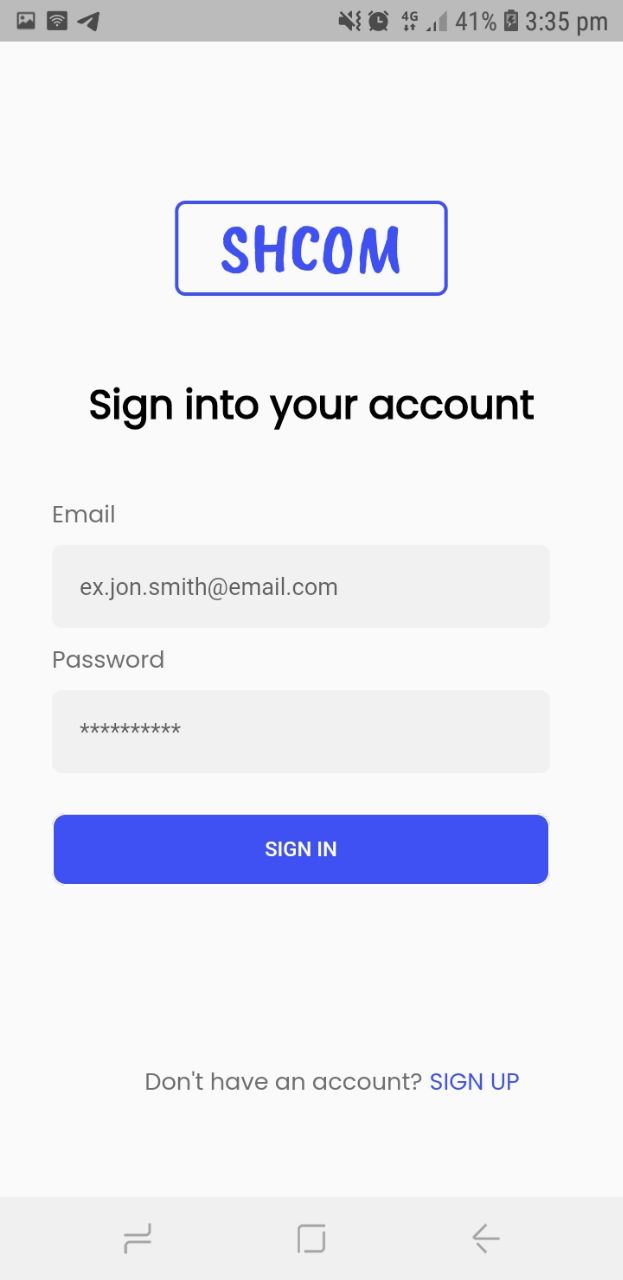 4G 41% 3:35 pm
SHCOM
Sign into your account
Email
ex.jon.smith@email.com
Password
**********
SIGN IN
Don't have an account? SIGN UP